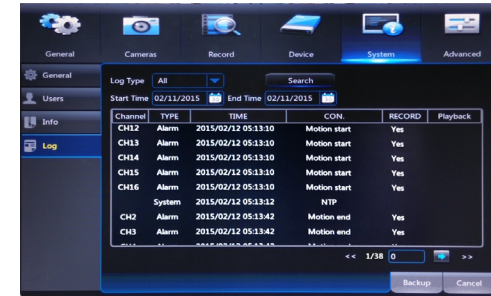 General Cameras Record Device System Advanced
General
Users
Info
Log
Log Type All Search
Start Time 02/11/2015 End Time 02/11/2015
Channel TYPE TIME CON. RECORD Playback
CH12 Alarm 2015/02/12 05:13:10 Motion start Yes
CH13 Alarm 2015/02/12 05:13:10 Motion start Yes
CH14 Alarm 2015/02/12 05:13:10 Motion start Yes
CH15 Alarm 2015/02/12 05:13:10 Motion start Yes
CH16 Alarm 2015/02/12 05:13:10 Motion start Yes
System 2015/02/12 05:13:12 NTP
CH2 Alarm 2015/02/12 05:13:42 Motion end Yes
CH3 Alarm 2015/02/12 05:13:42 Motion end Yes
<< 1/38 0 >>
Backup Cancel